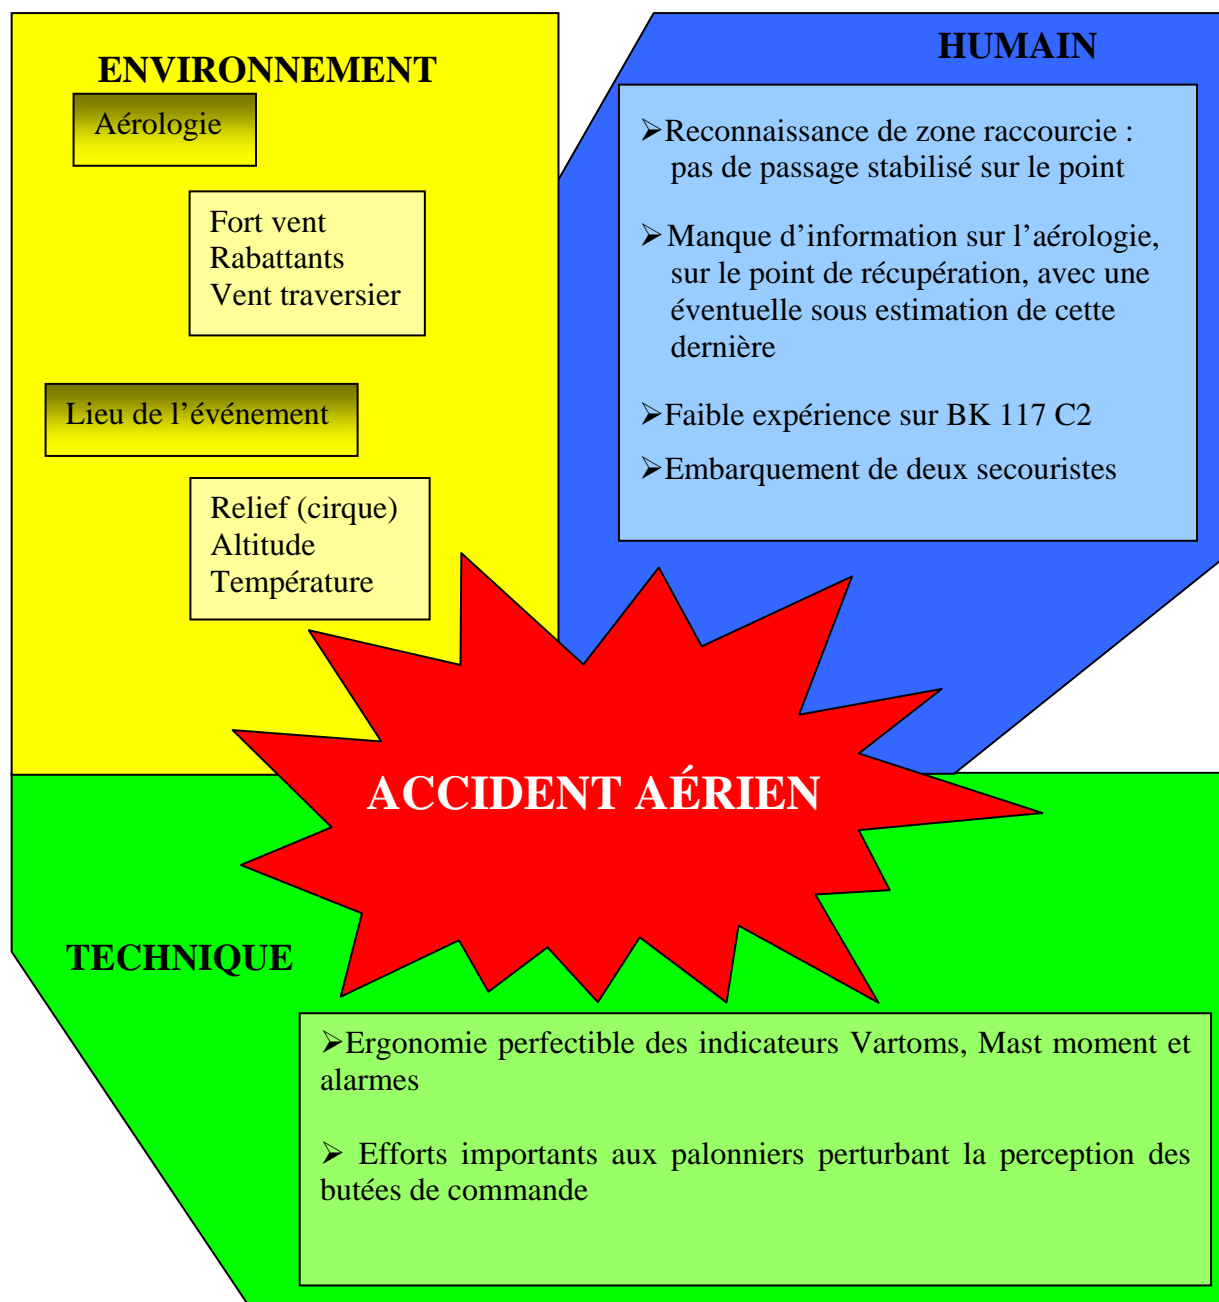 ENVIRONNEMENT
Aérologie
Fort vent
Rabattants
Vent traversier
Lieu de l’événement
Relief (cirque)
Altitude
Température
HUMAIN
➢Reconnaissance de zone raccourcie :
pas de passage stabilisé sur le point
➢Manque d’information sur l’aérologie,
sur le point de récupération, avec une
éventuelle sous estimation de cette
dernière
➢Faible expérience sur BK 117 C2
➢Embarquement de deux secouristes
ACCIDENT AÉRIEN
TECHNIQUE
➢Ergonomie perfectible des indicateurs Vartoms, Mast moment et
alarmes
➢ Efforts importants aux palonniers perturbant la perception des
butées de commande